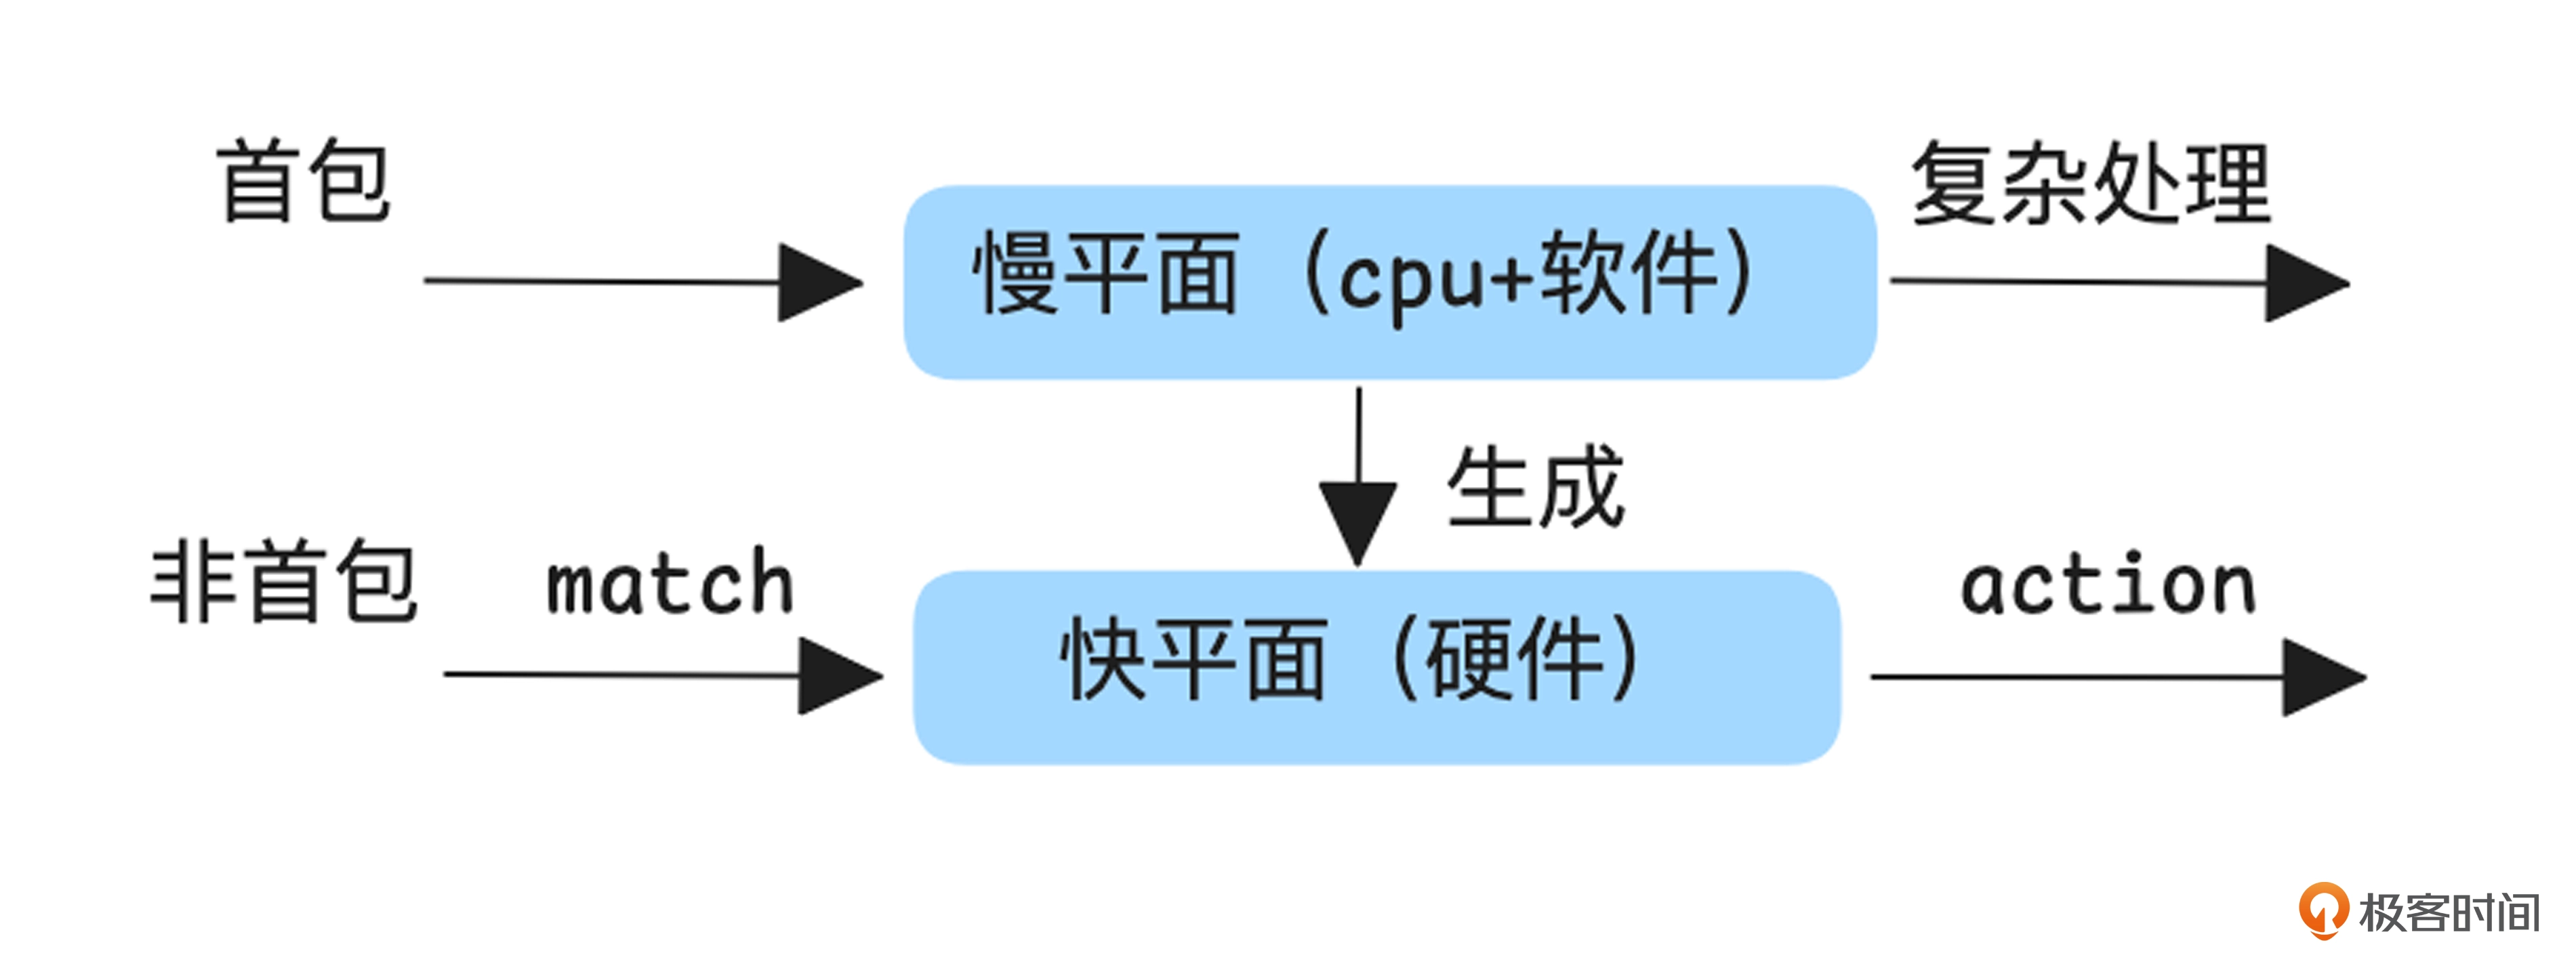 首包
复杂处理
慢平面（cpu+软件）
生成
非首包
match
action
快平面（硬件）
极客时间